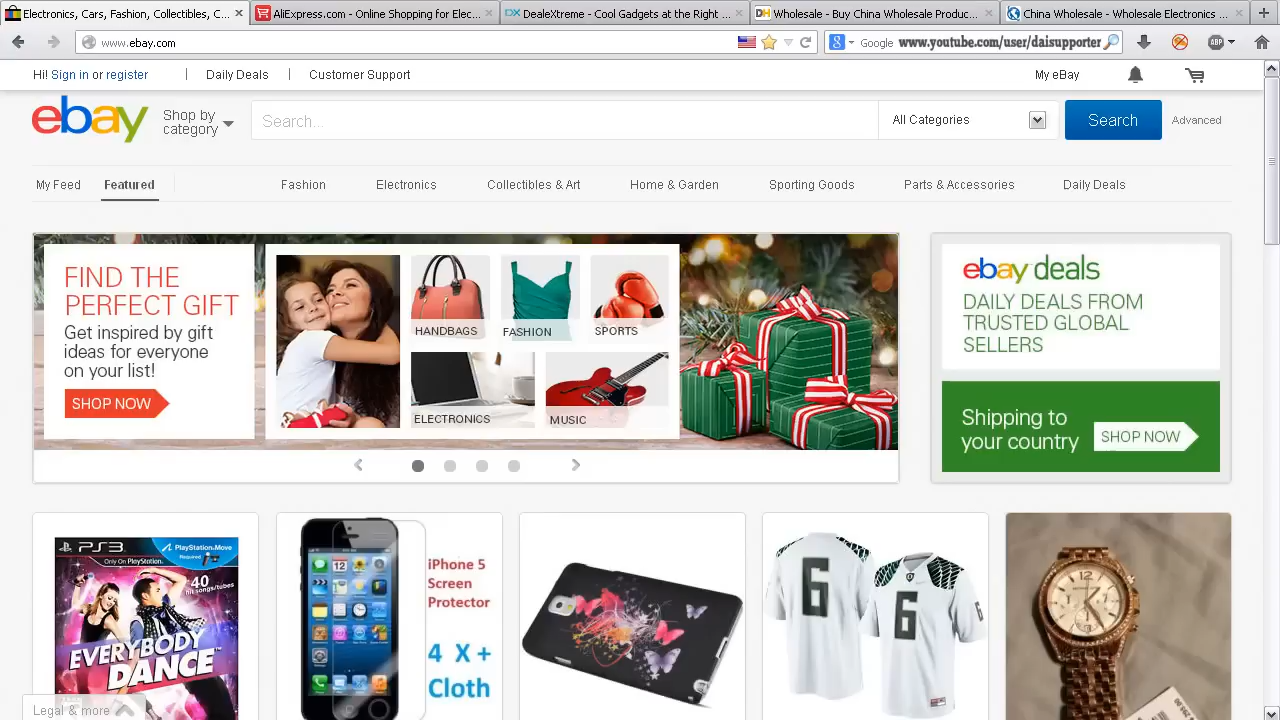 Electronics, Cars, Fashion, Collectibles, C...
AliExpress.com - Online Shopping for Elec...
DealeXtreme - Cool Gadgets at the Right ...
Wholesale - Buy China Wholesale Produc...
China Wholesale - Wholesale Electronics ...
www.ebay.com
Google
www.youtube.com/user/daisupporter
ABP
Hi! Sign in or register
Daily Deals
Customer Support
My eBay
ebay
Shop by
category
Search...
All Categories
Search
Advanced
My Feed
Featured
Fashion
Electronics
Collectibles & Art
Home & Garden
Sporting Goods
Parts & Accessories
Daily Deals
FIND THE
PERFECT GIFT
Get inspired by gift
ideas for everyone
on your list!
SHOP NOW
HANDBAGS
FASHION
SPORTS
ELECTRONICS
MUSIC
ebay deals
DAILY DEALS FROM
TRUSTED GLOBAL
SELLERS
Shipping to
your country
SHOP NOW
PS3
PlayStation.Move
Required
Only On PlayStation.
40
hit songs/tubes
EVERYBODY
DANCE
iPhone 5
Screen
Protector
4 X +
Cloth
6
6
6
Legal & more